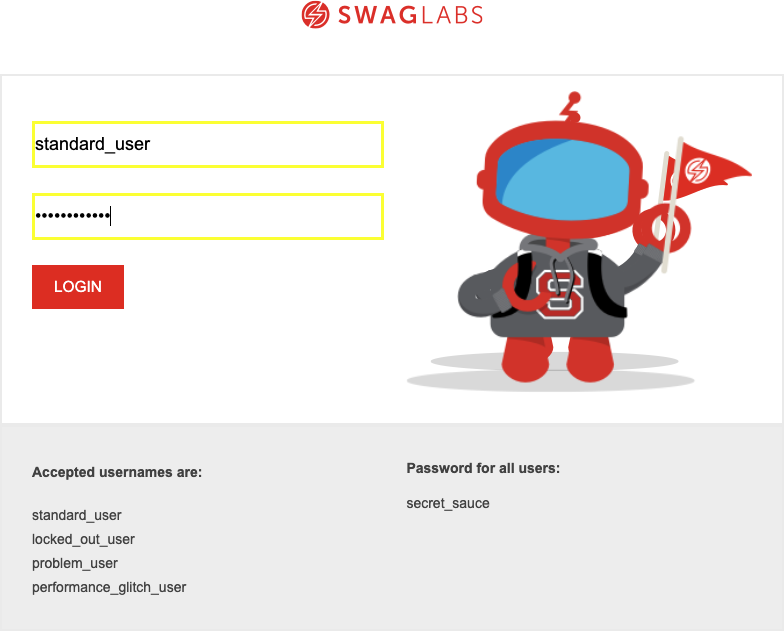 SWAGLABS
standard_user
••••••••••••
LOGIN
S
Accepted usernames are:
standard_user
locked_out_user
problem_user
performance_glitch_user
Password for all users:
secret_sauce